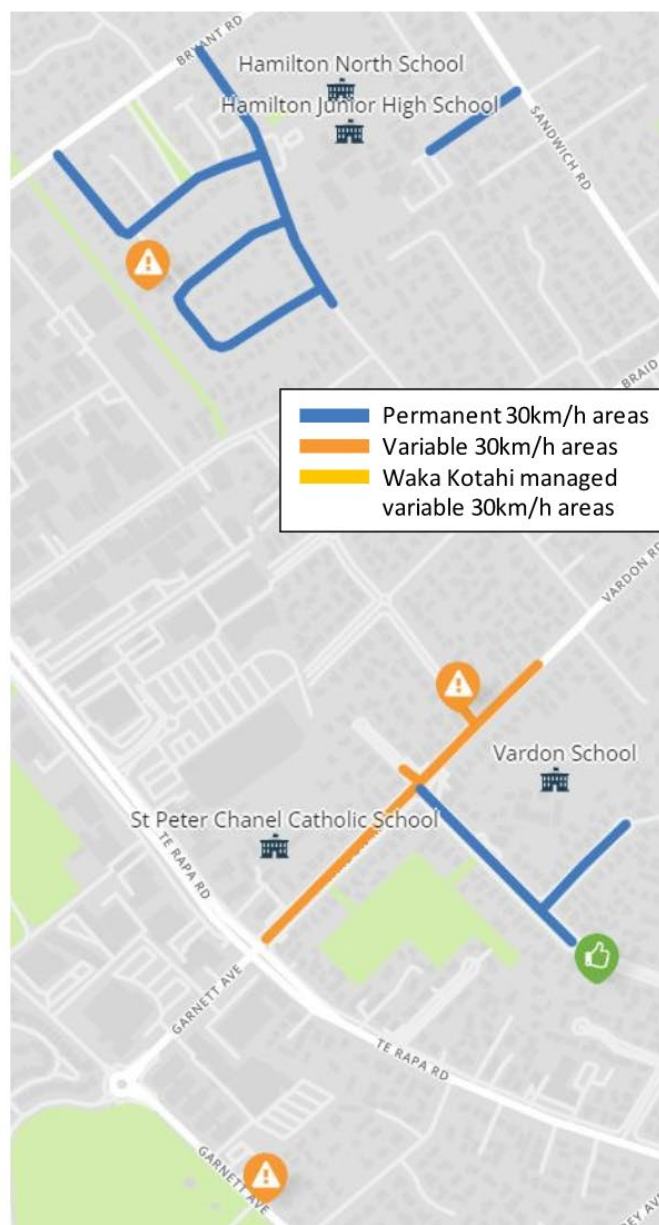 BRYANT RD
Hamilton North School
Hamilton Junior High School
SANDWICH RD
BRAID
Permanent 30km/h areas
Variable 30km/h areas
Waka Kotahi managed
variable 30km/h areas
VARDON RD
Vardon School
St Peter Chanel Catholic School
TE RAPA RD
GARNETT AVE
TE RAPA RD
GARNETT AVE
EY AVE